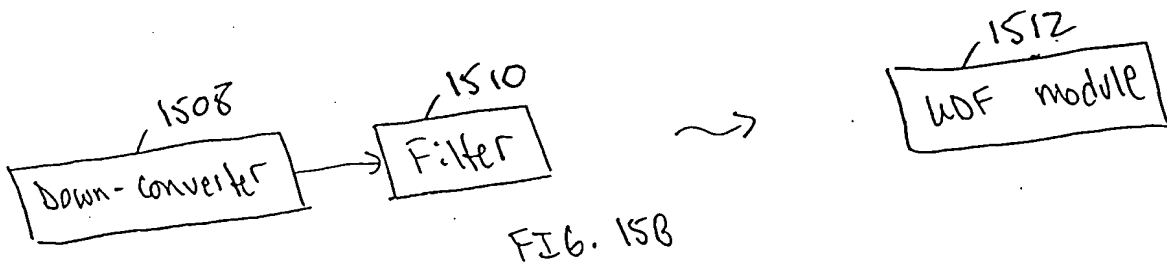 1508
Down-converter
1510
Filter
1512
UDF module
FIG. 15B